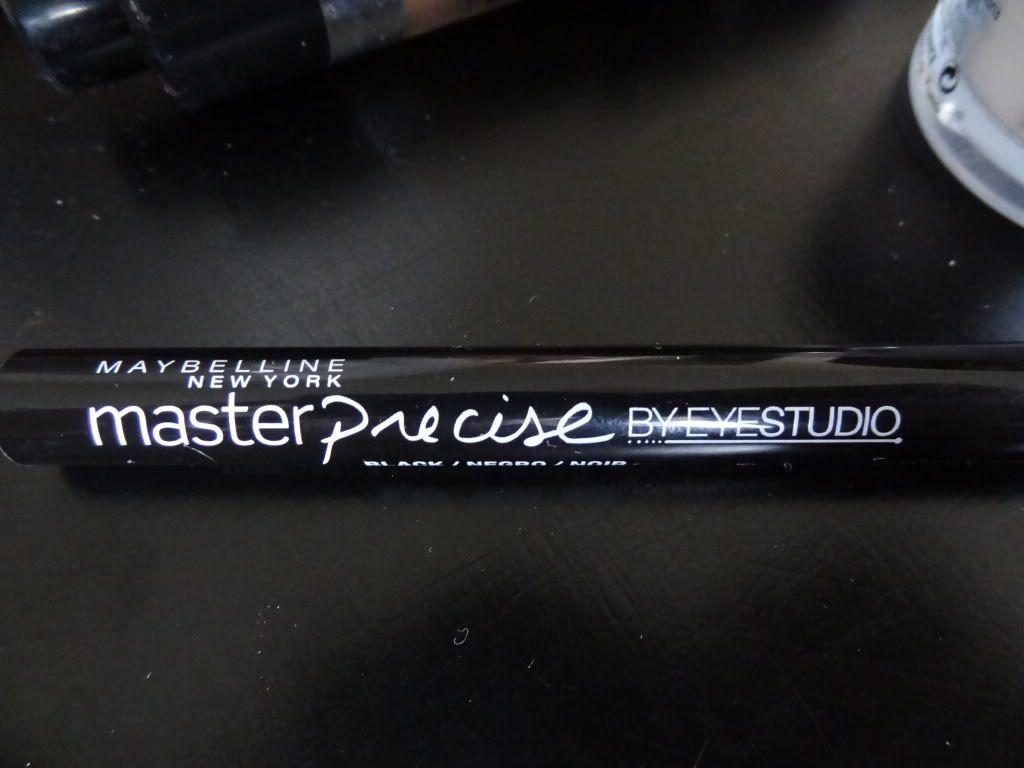 MAYBELLINE
NEW YORK
master precise BY EYESTUDIO
BLACK / NEGRO / NOIR